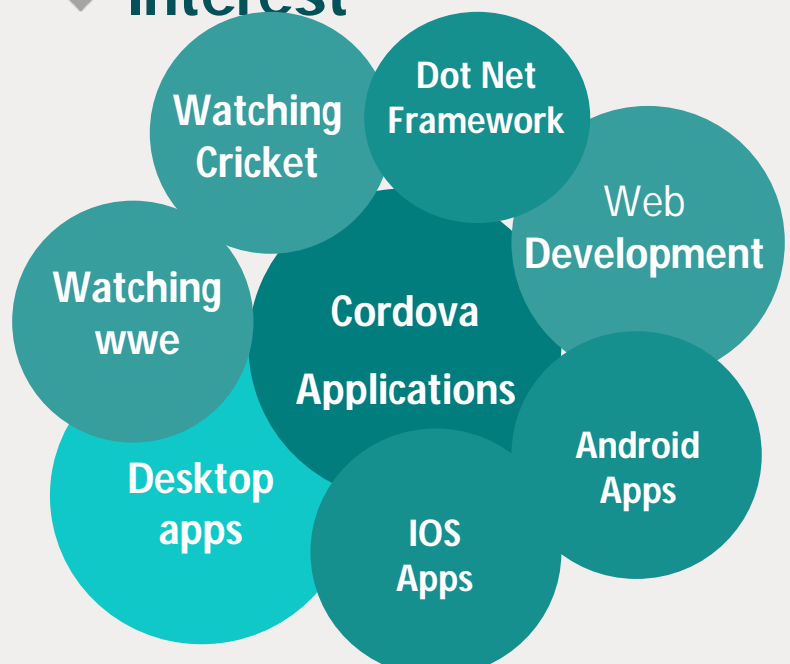 Interest
Dot Net
Framework
Watching
Cricket
Web
Development
Watching
wwe
Cordova
Applications
Android
Apps
Desktop
apps
IOS
Apps